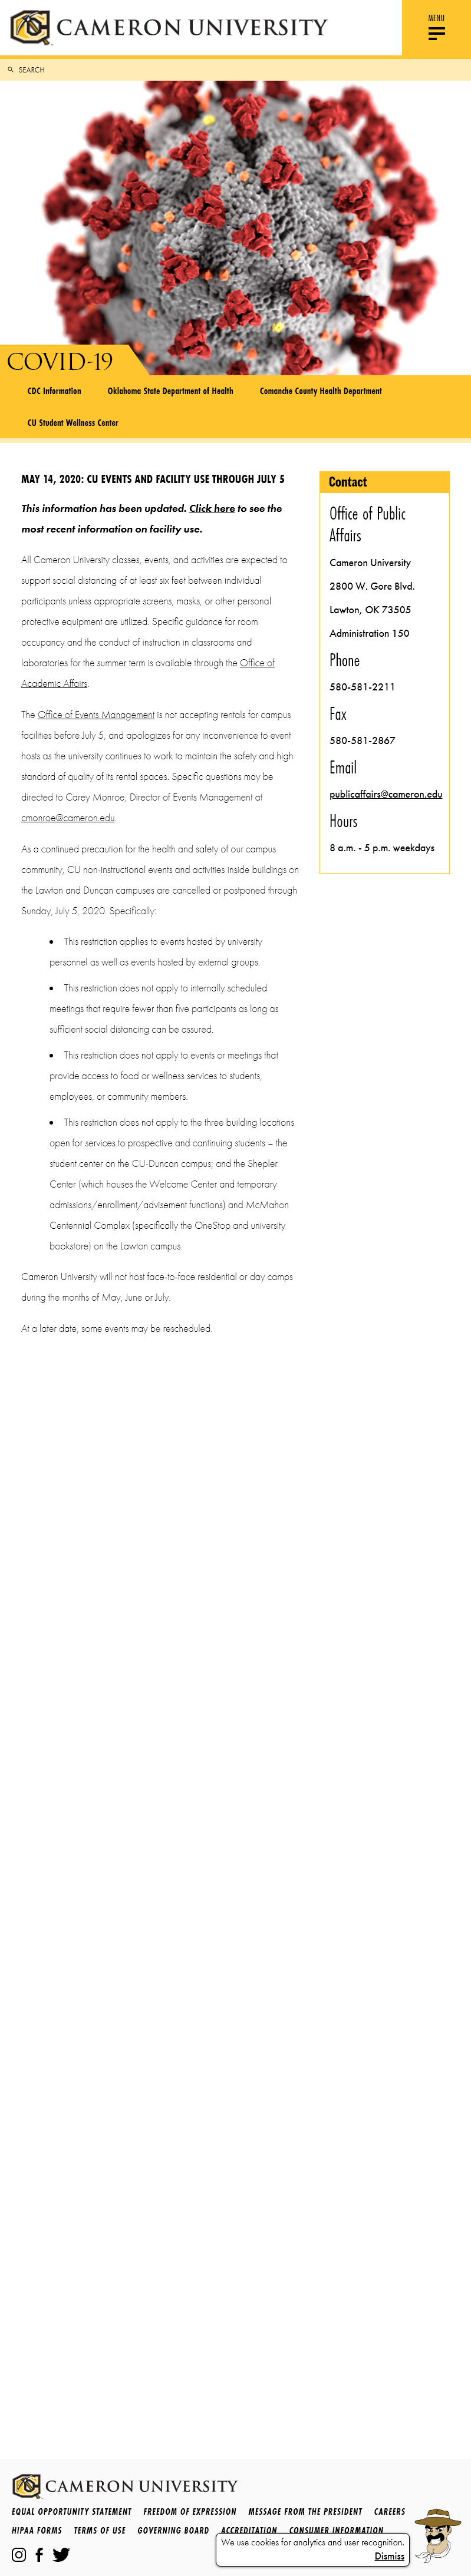 CAMERON UNIVERSITY
MENU
SEARCH
COVID-19
CDC Information Oklahoma State Department of Health Comanche County Health Department
CU Student Wellness Center
MAY 14, 2020: CU EVENTS AND FACILITY USE THROUGH JULY 5
This information has been updated. Click here to see the
most recent information on facility use.
All Cameron University classes, events, and activities are expected to
support social distancing of at least six feet between individual
participants unless appropriate screens, masks, or other personal
protective equipment are utilized. Specific guidance for room
occupancy and the conduct of instruction in classrooms and
laboratories for the summer term is available through the Office of
Academic Affairs.
The Office of Events Management is not accepting rentals for campus
facilities before July 5, and apologizes for any inconvenience to event
hosts as the university continues to work to maintain the safety and high
standard of quality of its rental spaces. Specific questions may be
directed to Carey Monroe, Director of Events Management at
cmonroe@cameron.edu.
As a continued precaution for the health and safety of our campus
community, CU non-instructional events and activities inside buildings on
the Lawton and Duncan campuses are cancelled or postponed through
Sunday, July 5, 2020. Specifically:
• This restriction applies to events hosted by university
personnel as well as events hosted by external groups.
• This restriction does not apply to internally scheduled
meetings that require fewer than five participants as long as
sufficient social distancing can be assured.
• This restriction does not apply to events or meetings that
provide access to food or wellness services to students,
employees, or community members.
• This restriction does not apply to the three building locations
open for services to prospective and continuing students – the
student center on the CU-Duncan campus; and the Shepler
Center (which houses the Welcome Center and temporary
admissions/enrollment/advisement functions) and McMahon
Centennial Complex (specifically the OneStop and university
bookstore) on the Lawton campus.
Cameron University will not host face-to-face residential or day camps
during the months of May, June or July.
At a later date, some events may be rescheduled.
Contact
Office of Public
Affairs
Cameron University
2800 W. Gore Blvd.
Lawton, OK 73505
Administration 150
Phone
580-581-2211
Fax
580-581-2867
Email
publicaffairs@cameron.edu
Hours
8 a.m. - 5 p.m. weekdays
CAMERON UNIVERSITY
EQUAL OPPORTUNITY STATEMENT FREEDOM OF EXPRESSION MESSAGE FROM THE PRESIDENT CAREERS
HIPAA FORMS TERMS OF USE GOVERNING BOARD ACCREDITATION CONSUMER INFORMATION
We use cookies for analytics and user recognition.
Dismiss